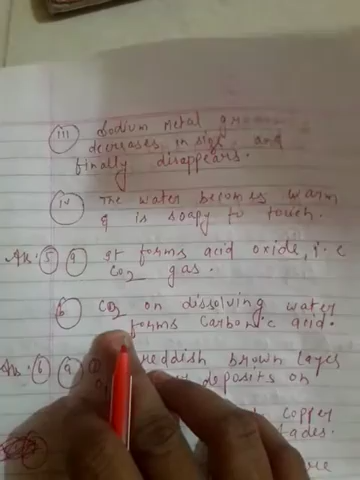 iii Sodium metal
decreases in size and
finally disappears.
iv The water becomes warm
& is soapy to touch.
Ans: 5 a It forms acid oxide, i.e
CO2 gas.
b CO2 on dissolving water
forms Carbonic acid.
Ans: 6 a reddish brown layer
deposits on
copper